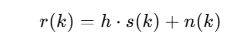 r(k) = h · s(k) + n(k)